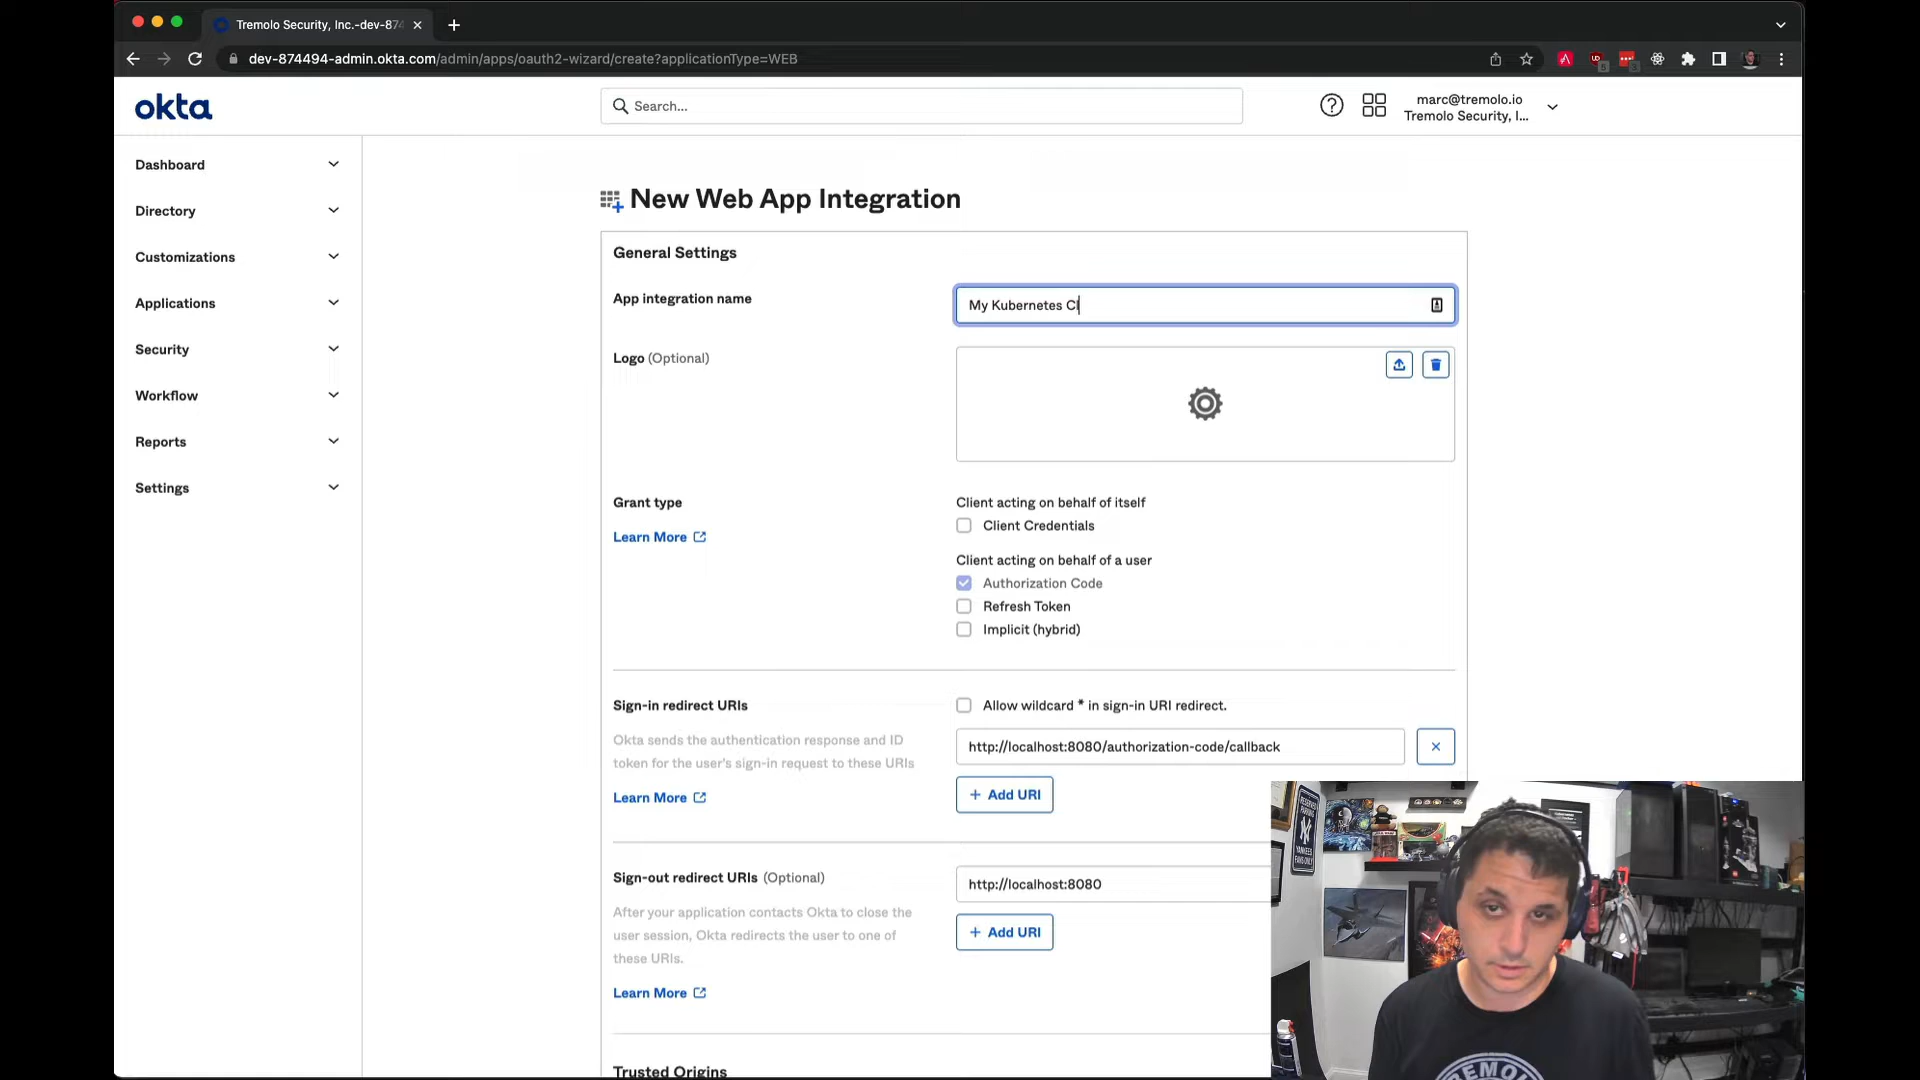 Tremolo Security, Inc.-dev-874
dev-874494-admin.okta.com/admin/apps/oauth2-wizard/create?applicationType=WEB
okta
Search...
marc@tremolo.io
Tremolo Security, I...
Dashboard
Directory
Customizations
Applications
Security
Workflow
Reports
Settings
New Web App Integration
General Settings
App integration name
My Kubernetes Cl
Logo (Optional)
Grant type
Learn More
Client acting on behalf of itself
Client Credentials
Client acting on behalf of a user
Authorization Code
Refresh Token
Implicit (hybrid)
Sign-in redirect URIs
Okta sends the authentication response and ID
token for the user's sign-in request to these URIs
Learn More
Allow wildcard * in sign-in URI redirect.
http://localhost:8080/authorization-code/callback
+ Add URI
Sign-out redirect URIs (Optional)
After your application contacts Okta to close the
user session, Okta redirects the user to one of
these URIs.
Learn More
http://localhost:8080
+ Add URI
Trusted Origins
RESERVED
PARKING
YANKEES
FANS ONLY